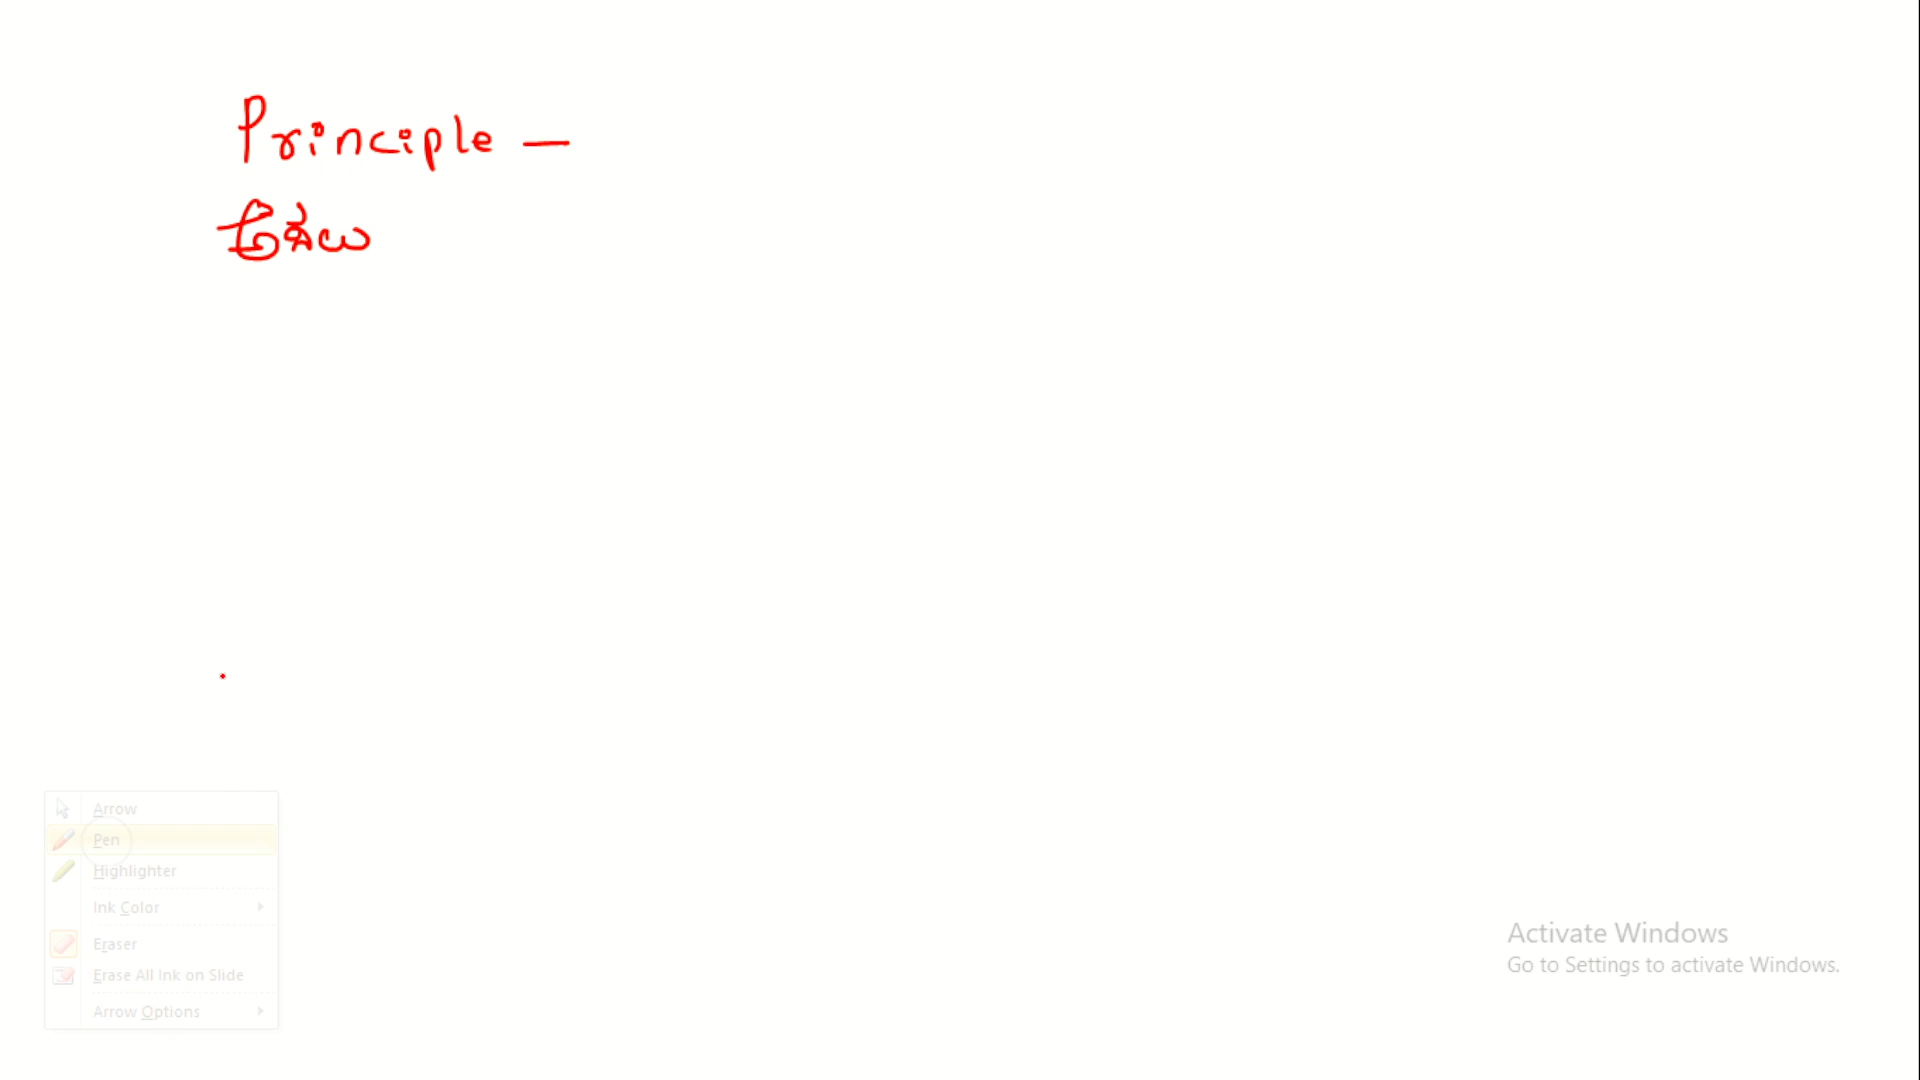 Principle –
Arrow
Pen
Highlighter
Ink Color
Eraser
Erase All Ink on Slide
Arrow Options
Activate Windows
Go to Settings to activate Windows.